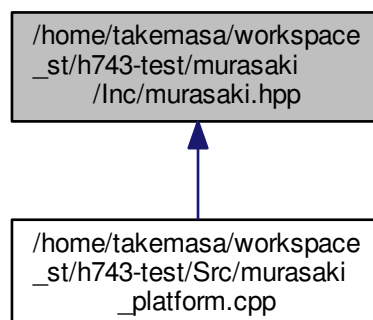 /home/takemasa/workspace
_st/h743-test/murasaki
/Inc/murasaki.hpp
/home/takemasa/workspace
_st/h743-test/Src/murasaki
_platform.cpp